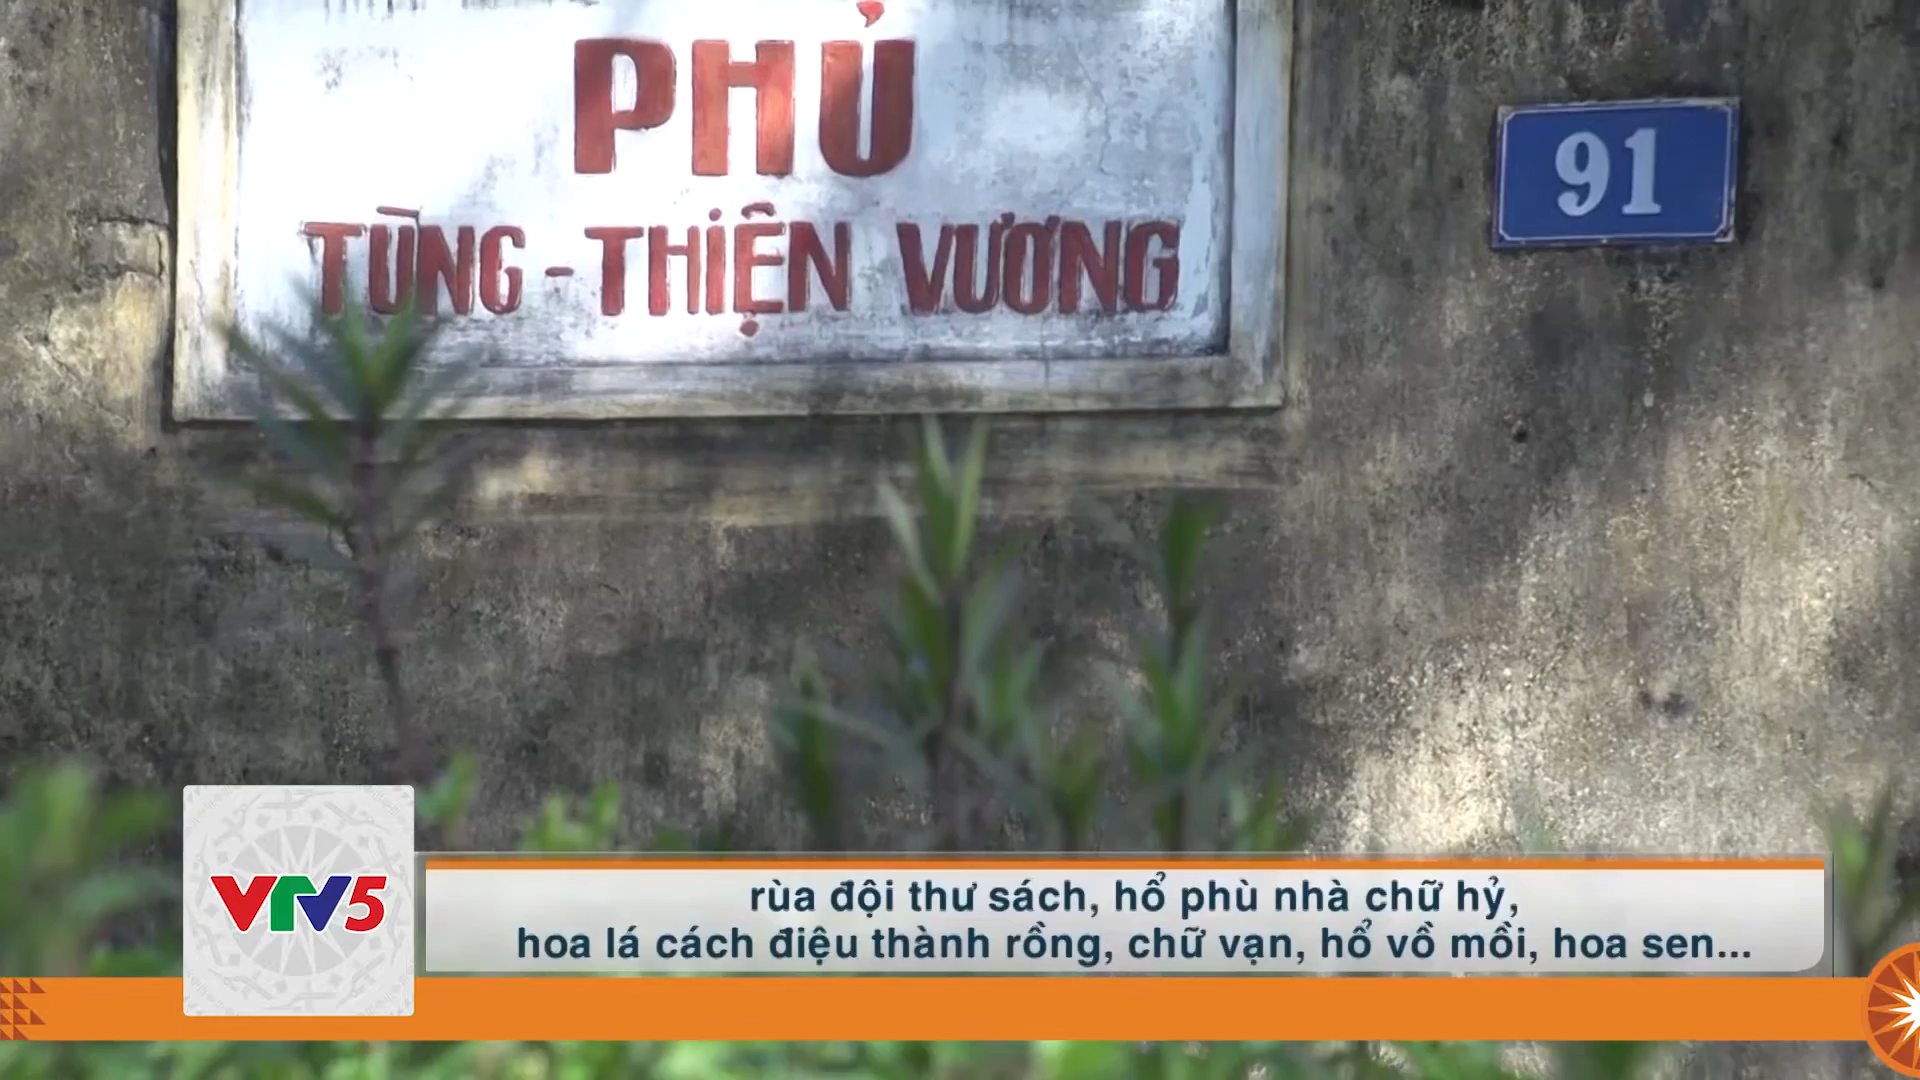 PHỦ
TÙNG - THIỆN VƯƠNG
91
VTV5
rùa đội thư sách, hổ phù nhà chữ hỷ,
hoa lá cách điệu thành rồng, chữ vạn, hổ vồ mồi, hoa sen...